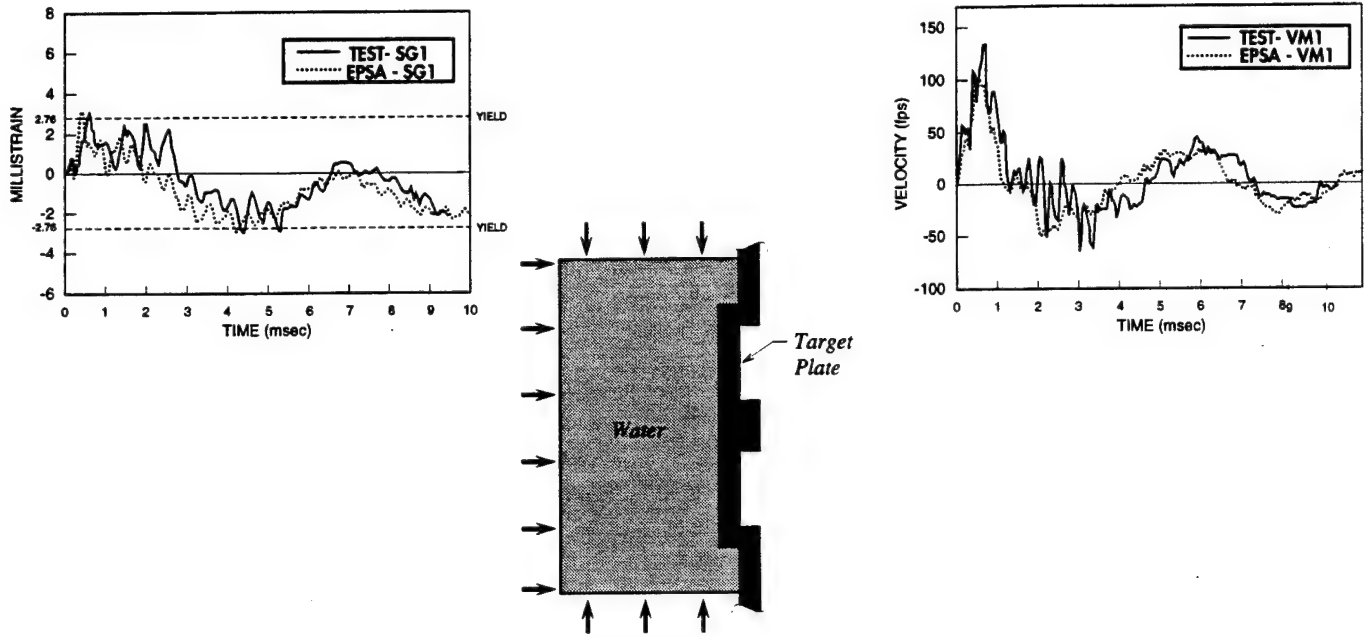 8
6
4
2.76
2
0
-2
-2.76
-4
-6
MILLISTRAIN
TEST- SG1
EPSA - SG1
YIELD
YIELD
0 1 2 3 4 5 6 7 8 9 10
TIME (msec)
150
100
50
0
-50
-100
VELOCITY (fps)
TEST- VM1
EPSA - VM1
0 1 2 3 4 5 6 7 8 9 10
TIME (msec)
Water
Target
Plate